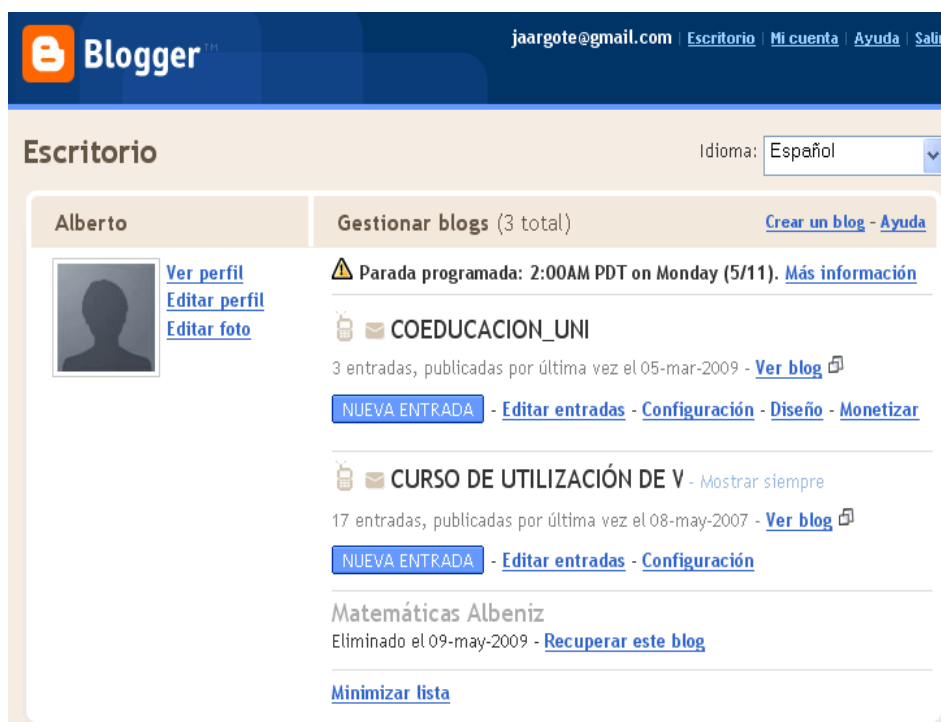 Blogger™
jaargote@gmail.com | Escritorio | Mi cuenta | Ayuda | Salir
Escritorio
Idioma: Español
Alberto
Ver perfil
Editar perfil
Editar foto
Gestionar blogs (3 total)
Crear un blog - Ayuda
Parada programada: 2:00AM PDT on Monday (5/11). Más información
COEDUCACION_UNI
3 entradas, publicadas por última vez el 05-mar-2009 - Ver blog
NUEVA ENTRADA - Editar entradas - Configuración - Diseño - Monetizar
CURSO DE UTILIZACIÓN DE V - Mostrar siempre
17 entradas, publicadas por última vez el 08-may-2007 - Ver blog
NUEVA ENTRADA - Editar entradas - Configuración
Matemáticas Albeniz
Eliminado el 09-may-2009 - Recuperar este blog
Minimizar lista